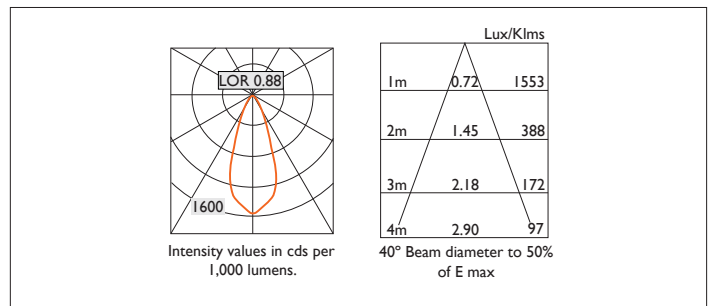 LOR 0.88
1600
Intensity values in cds per
1,000 lumens.
Lux/Klms
1m 0.72 1553
2m 1.45 388
3m 2.18 172
4m 2.90 97
40º Beam diameter to 50%
of E max